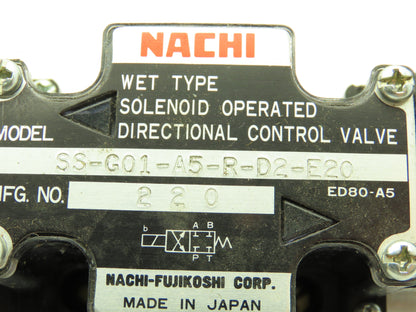 NACHI
WET TYPE
SOLENOID OPERATED
MODEL DIRECTIONAL CONTROL VALVE
SS-G01-A5-R-D2-E20
MFG. NO. 220 ED80-A5
A B
b
P T
NACHI-FUJIKOSHI CORP.
MADE IN JAPAN